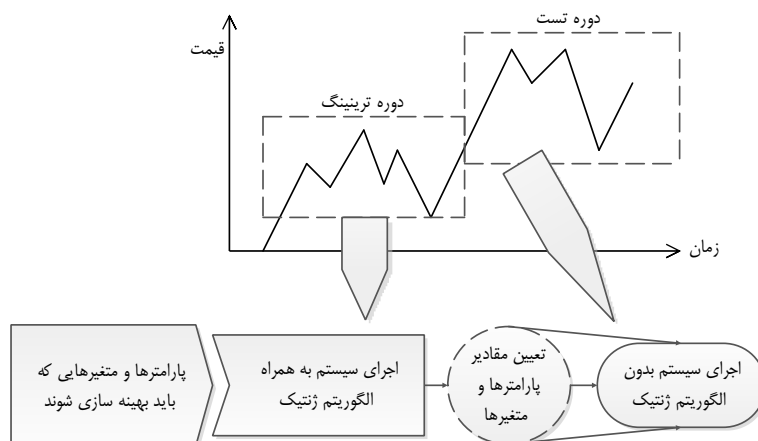 دوره تست
قیمت
دوره ترینینگ
زمان
پارامترها و متغیرهایی که
باید بهینه سازی شوند
اجرای سیستم به همراه
الگوریتم ژنتیک
تعیین مقادیر
پارامترها و
متغیرها
اجرای سیستم بدون
الگوریتم ژنتیک